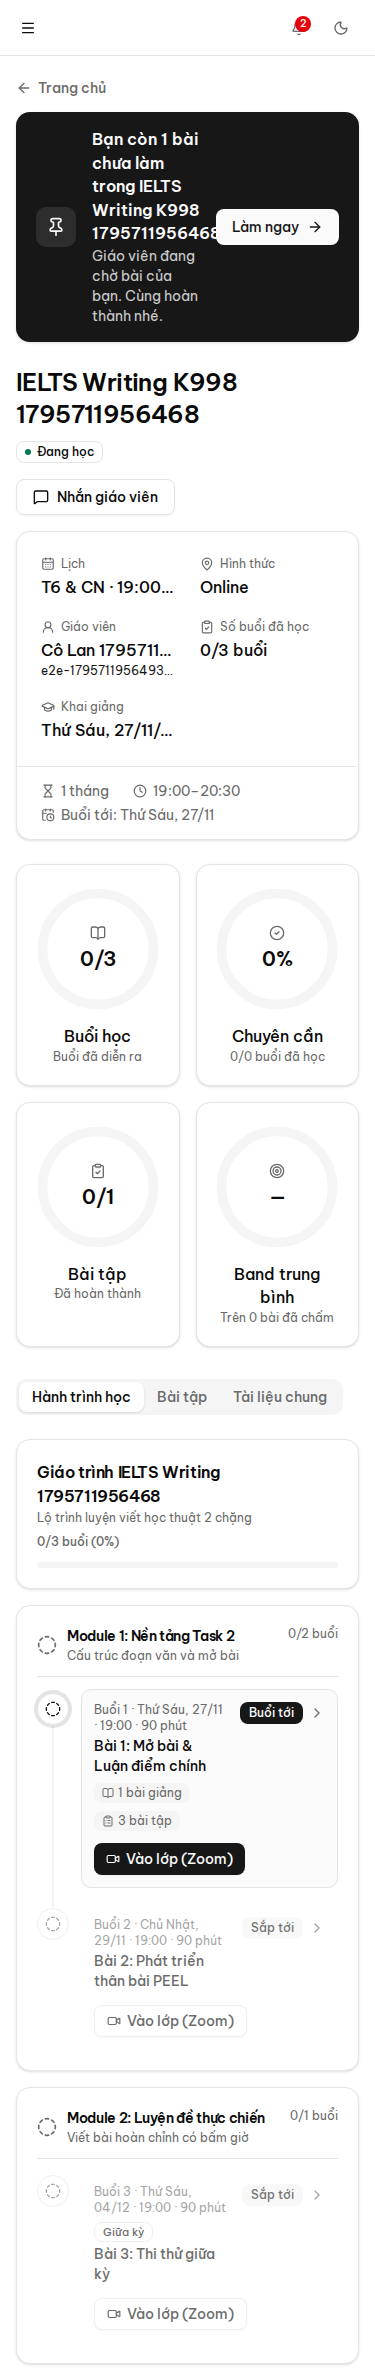 2
Trang chủ
Bạn còn 1 bài
chưa làm
trong IELTS
Writing K998
1795711956468
Giáo viên đang
chờ bài của
bạn. Cùng hoàn
thành nhé.
Làm ngay
IELTS Writing K998
1795711956468
Đang học
Nhắn giáo viên
Lịch
T6 & CN · 19:00...
Hình thức
Online
Giáo viên
Cô Lan 1795711...
e2e-1795711956493...
Số buổi đã học
0/3 buổi
Khai giảng
Thứ Sáu, 27/11/...
1 tháng
19:00–20:30
Buổi tới: Thứ Sáu, 27/11
0/3
Buổi học
Buổi đã diễn ra
0%
Chuyên cần
0/0 buổi đã học
0/1
Bài tập
Đã hoàn thành
–
Band trung
bình
Trên 0 bài đã chấm
Hành trình học
Bài tập
Tài liệu chung
Giáo trình IELTS Writing
1795711956468
Lộ trình luyện viết học thuật 2 chặng
0/3 buổi (0%)
Module 1: Nền tảng Task 2
0/2 buổi
Cấu trúc đoạn văn và mở bài
Buổi 1 · Thứ Sáu, 27/11
· 19:00 · 90 phút
Buổi tới
Bài 1: Mở bài &
Luận điểm chính
1 bài giảng
3 bài tập
Vào lớp (Zoom)
Buổi 2 · Chủ Nhật,
29/11 · 19:00 · 90 phút
Sắp tới
Bài 2: Phát triển
thân bài PEEL
Vào lớp (Zoom)
Module 2: Luyện đề thực chiến
0/1 buổi
Viết bài hoàn chỉnh có bấm giờ
Buổi 3 · Thứ Sáu,
04/12 · 19:00 · 90 phút
Sắp tới
Giữa kỳ
Bài 3: Thi thử giữa
kỳ
Vào lớp (Zoom)